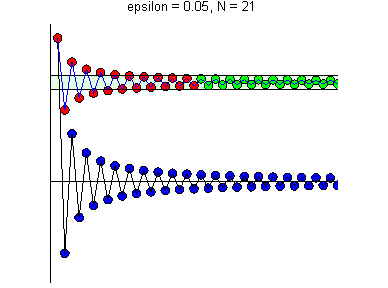 epsilon = 0.05, N = 21